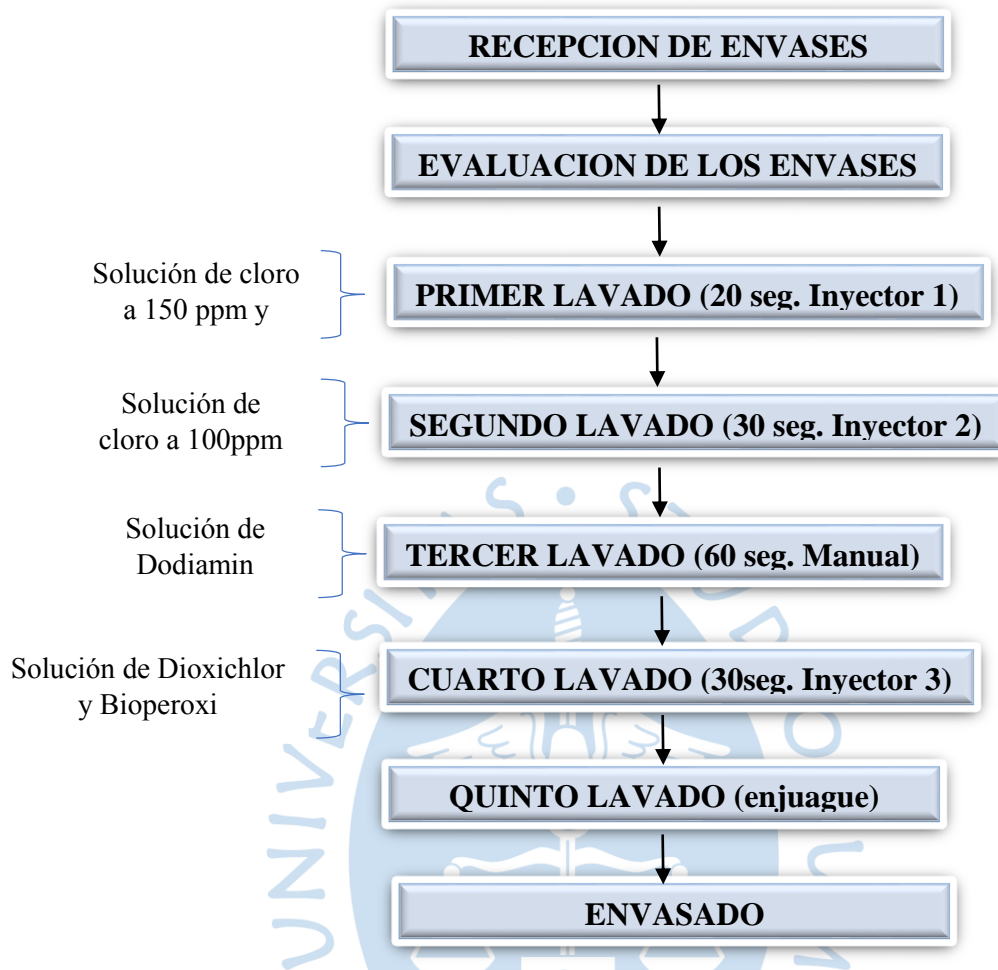 RECEPCION DE ENVASES
EVALUACION DE LOS ENVASES
Solución de cloro
a 150 ppm y
PRIMER LAVADO (20 seg. Inyector 1)
Solución de
cloro a 100ppm
SEGUNDO LAVADO (30 seg. Inyector 2)
Solución de
Dodiamin
TERCER LAVADO (60 seg. Manual)
Solución de Dioxichlor
y Bioperoxi
CUARTO LAVADO (30seg. Inyector 3)
QUINTO LAVADO (enjuague)
ENVASADO